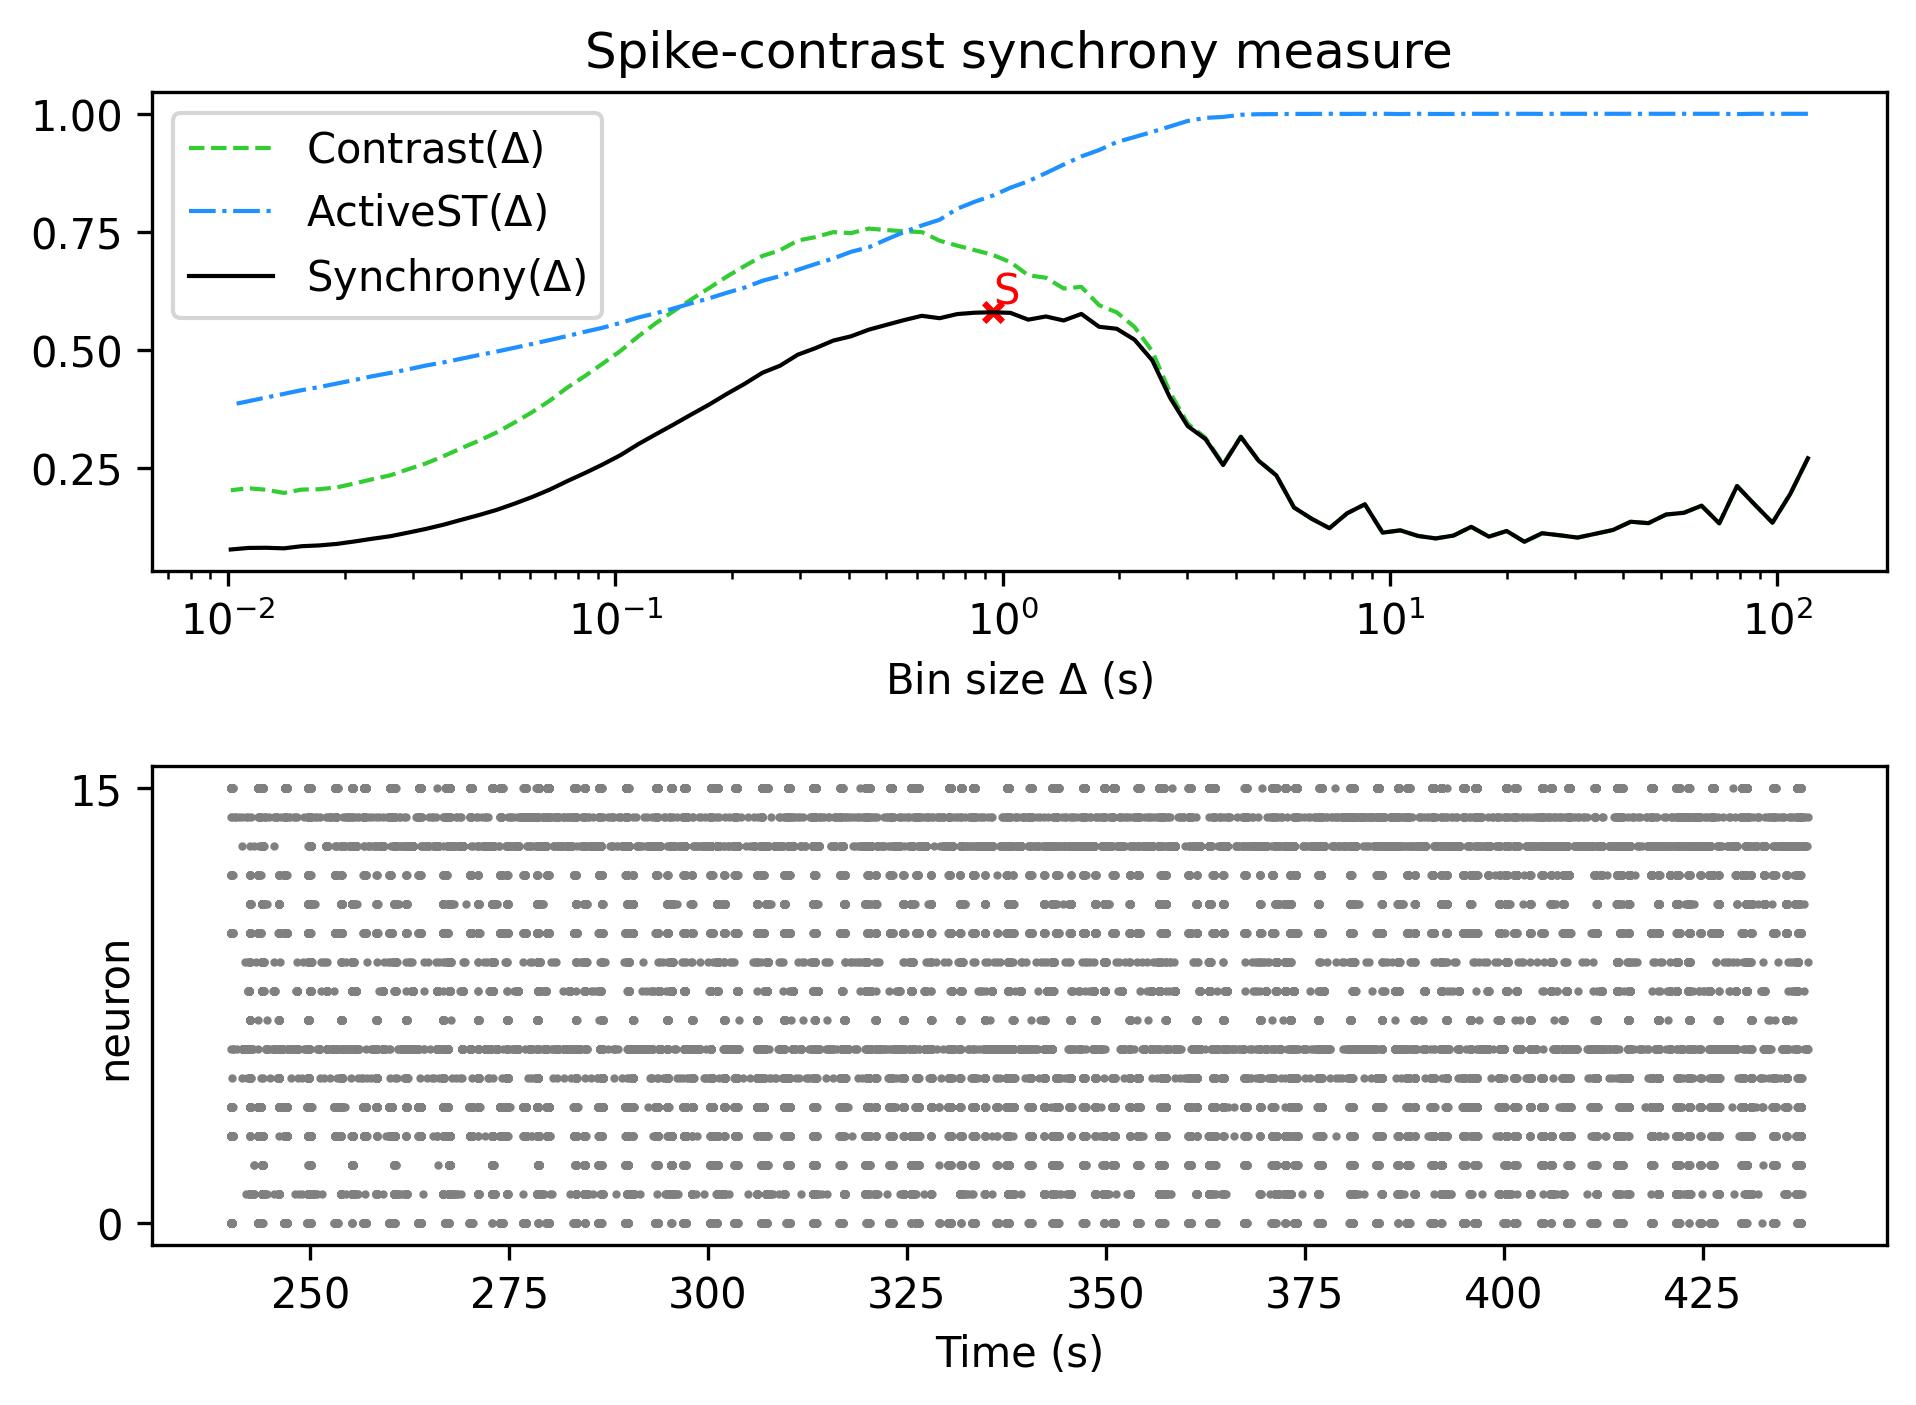 Spike-contrast synchrony measure
1.00
0.75
0.50
0.25
Contrast(Δ)
ActiveST(Δ)
Synchrony(Δ)
S
10⁻² 10⁻¹ 10⁰ 10¹ 10²
Bin size Δ (s)
15
0
neuron
250 275 300 325 350 375 400 425
Time (s)